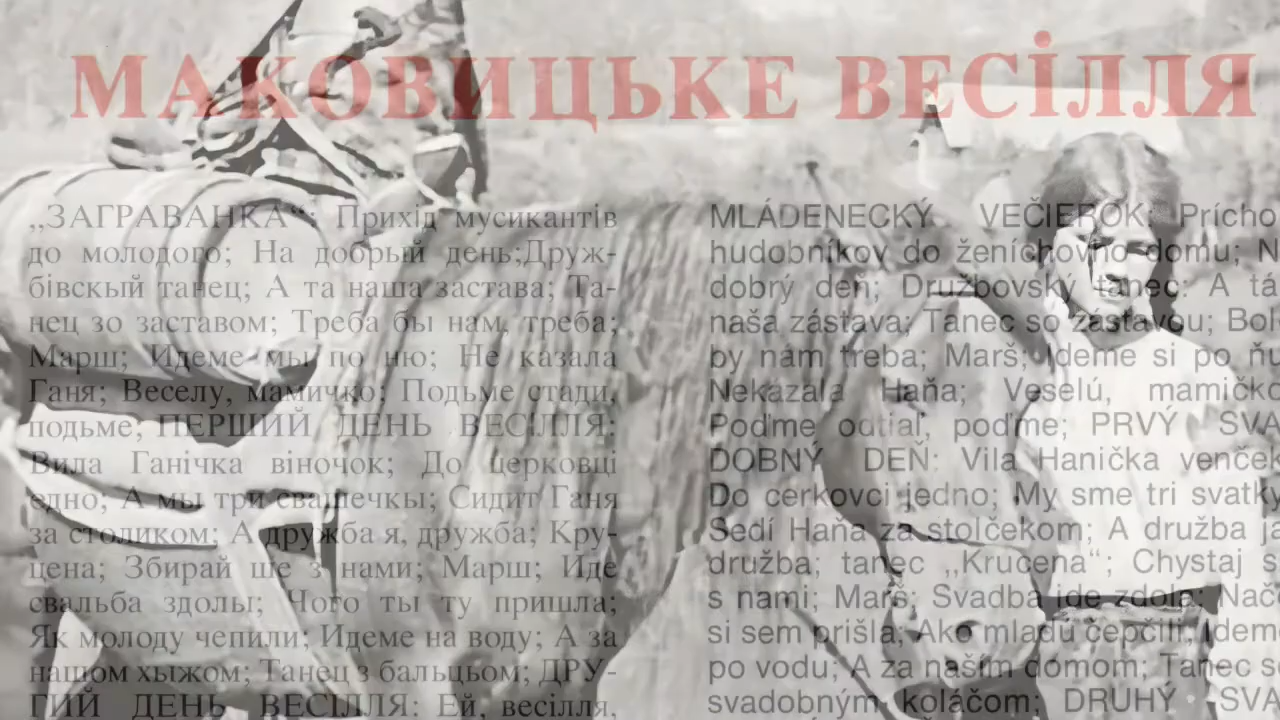 МАКОВИЦЬКЕ ВЕСІЛЛЯ
„ЗАГРАВАНКА“: Прихід мусикантів
до молодого; На добрый день;Друж-
бівскый танец; А та наша застава; Та-
нец зо заставом; Треба бы нам, треба;
Марш; Идеме мы по ню; Не казала
Ганя; Веселу, мамичко; Подьме стади,
подьме; ПЕРШИЙ ДЕНЬ ВЕСІЛЛЯ:
Вила Ганічка віночок; До церковці
едно; А мы три свашечкы; Сидит Ганя
за столиком; А дружба я, дружба; Кру-
цена; Збирай ше з нами; Марш; Иде
свальба здолы; Чого ты ту пришла;
Як молоду чепили; Идеме на воду; А за
нашом хыжом; Танец з бальцьом; ДРУ-
ГИЙ ДЕНЬ ВЕСІЛЛЯ: Ей, весілля,
MLÁDENECKÝ VEČIEROK: Prícho
hudobníkov do ženíchovho domu; N
dobrý deň; Družbovský tanec; A tá
naša zástava; Tanec so zástavou; Bol
by nám treba; Marš; Ideme si po ňu
Nekazala Haňa; Veselú, mamičko
Poďme odtiaľ, poďme; PRVÝ SVA
DOBNÝ DEŇ: Vila Hanička venček
Do cerkovci jedno; My sme tri svatky
Sedí Haňa za stolčekom; A družba ja
družba; tanec „Krucena“; Chystaj s
s nami; Marš; Svadba ide zdola; Nač
si sem prišla; Ako mladú čepčili; Idem
po vodu; A za naším domom; Tanec s
svadobným koláčom; DRUHÝ SVA